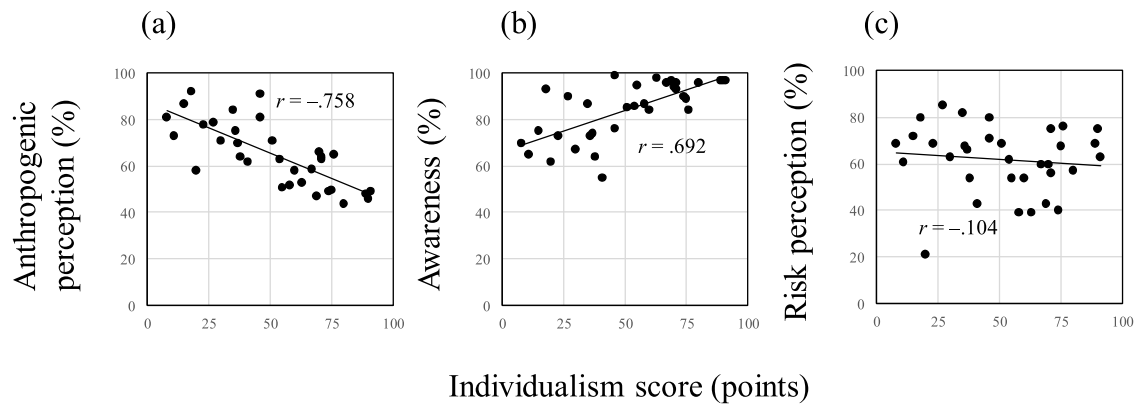 (a)
(b)
(c)
Anthropogenic
perception (%)
100
80
60
40
20
0
r = –.758
0 25 50 75 100
Awareness (%)
100
80
60
40
20
0
r = .692
0 25 50 75 100
Risk perception (%)
100
80
60
40
20
0
r = –.104
0 25 50 75 100
Individualism score (points)